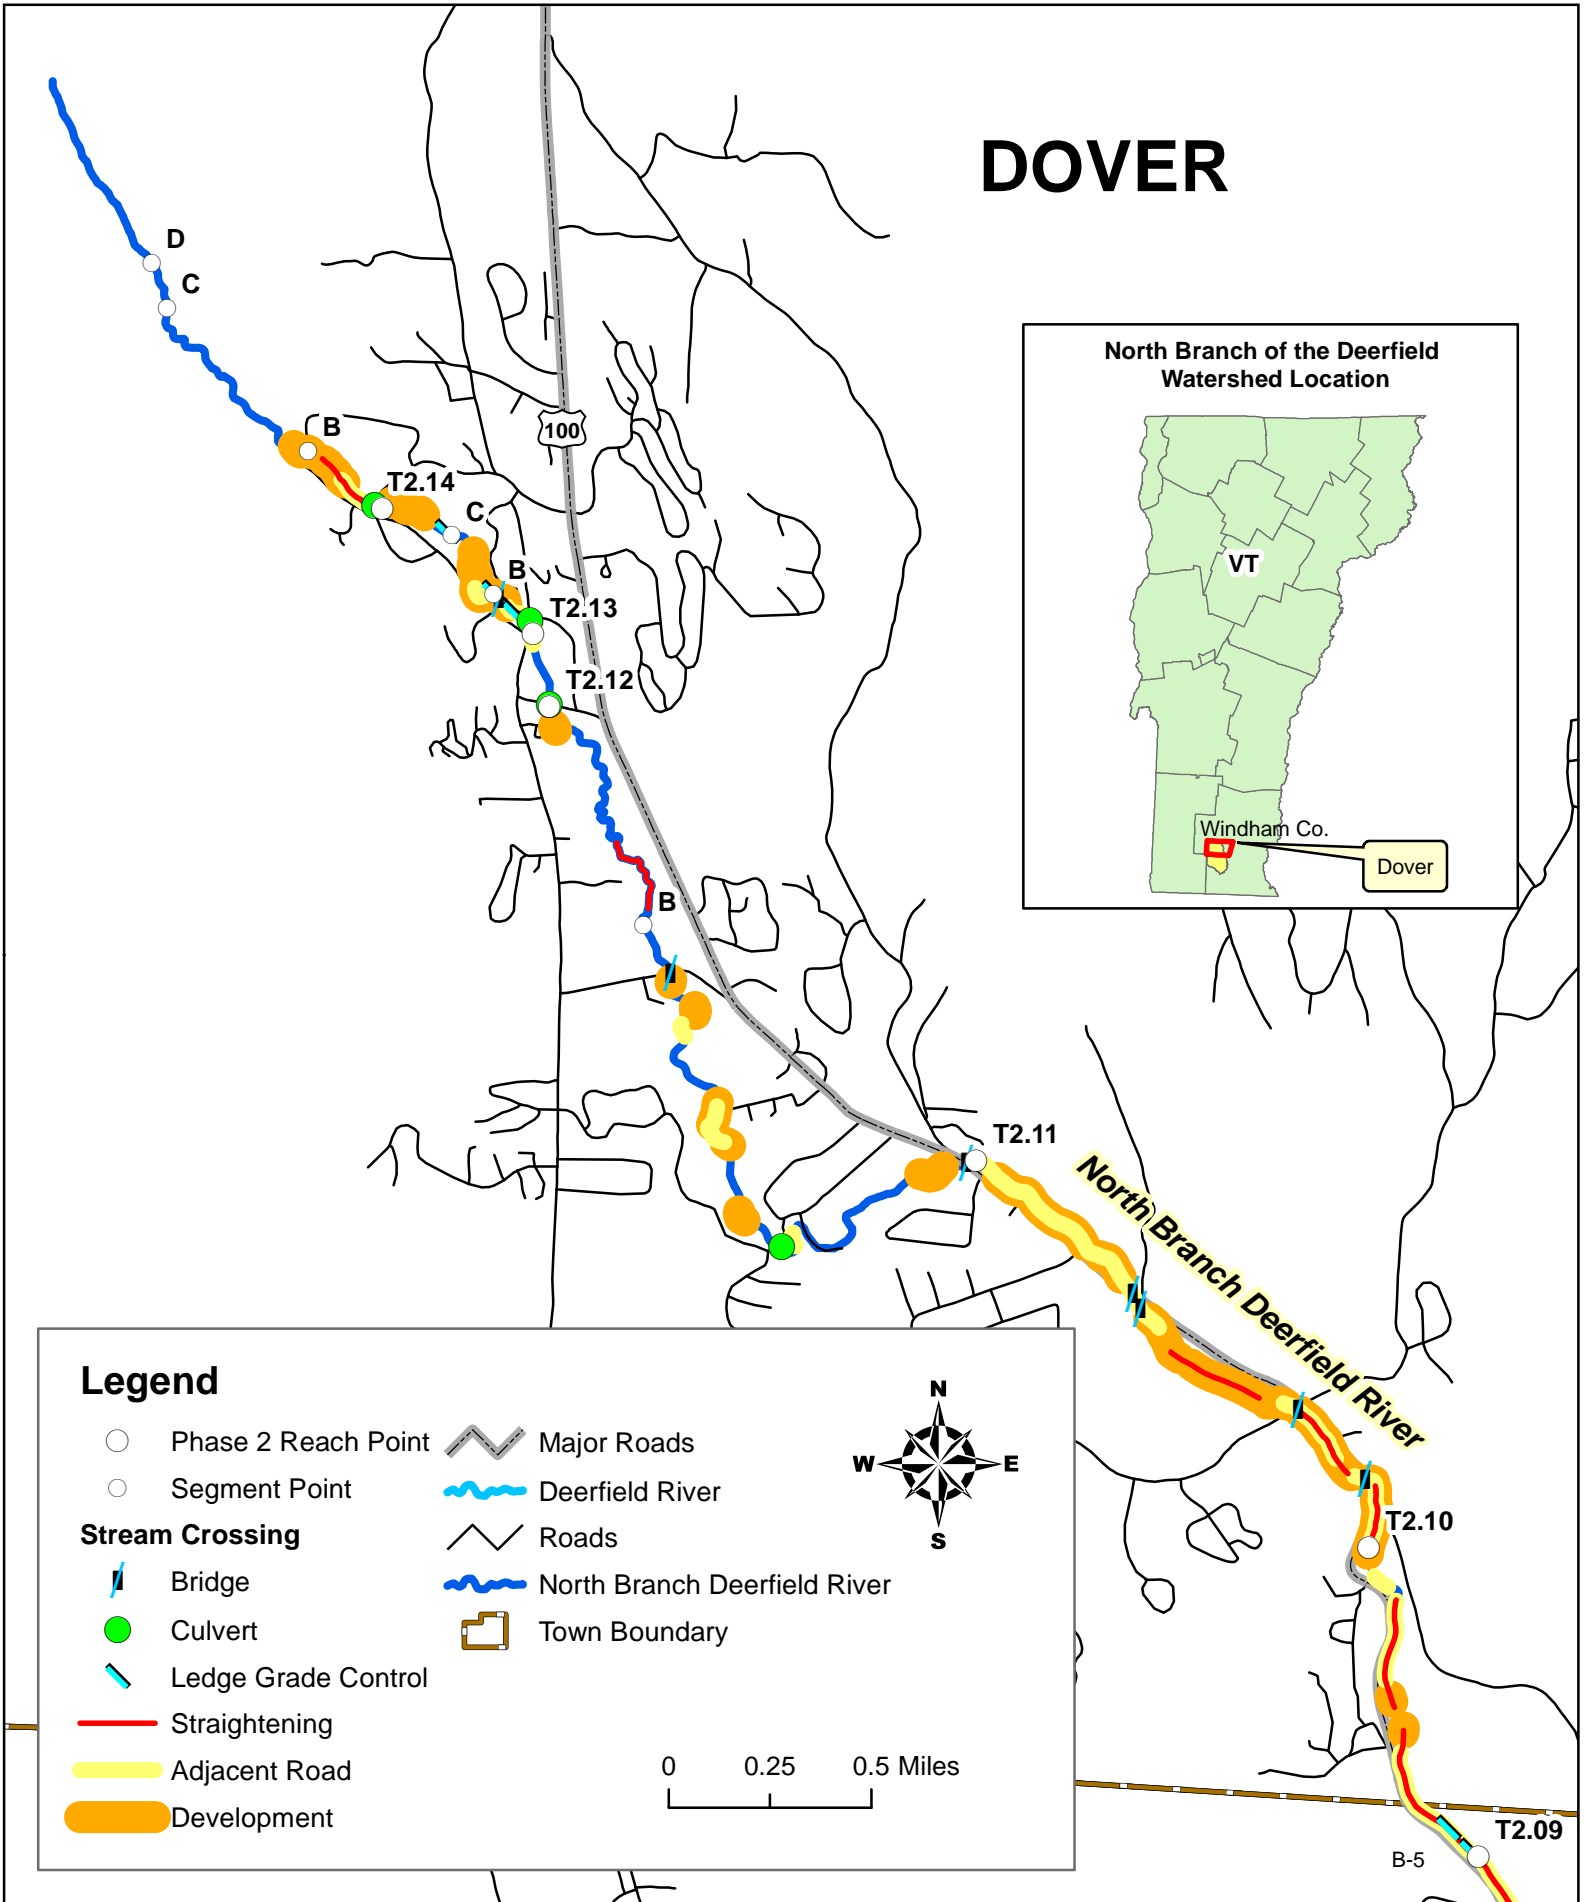 DOVER
D
C
North Branch of the Deerfield
Watershed Location
B
100
T2.14
C
VT
B
T2.13
T2.12
Windham Co.
Dover
B
T2.11
North Branch Deerfield River
Legend
N
W
E
S
Phase 2 Reach Point
Major Roads
Segment Point
Deerfield River
Stream Crossing
Roads
T2.10
Bridge
North Branch Deerfield River
Culvert
Town Boundary
Ledge Grade Control
Straightening
Adjacent Road
0 0.25 0.5 Miles
Development
T2.09
B-5